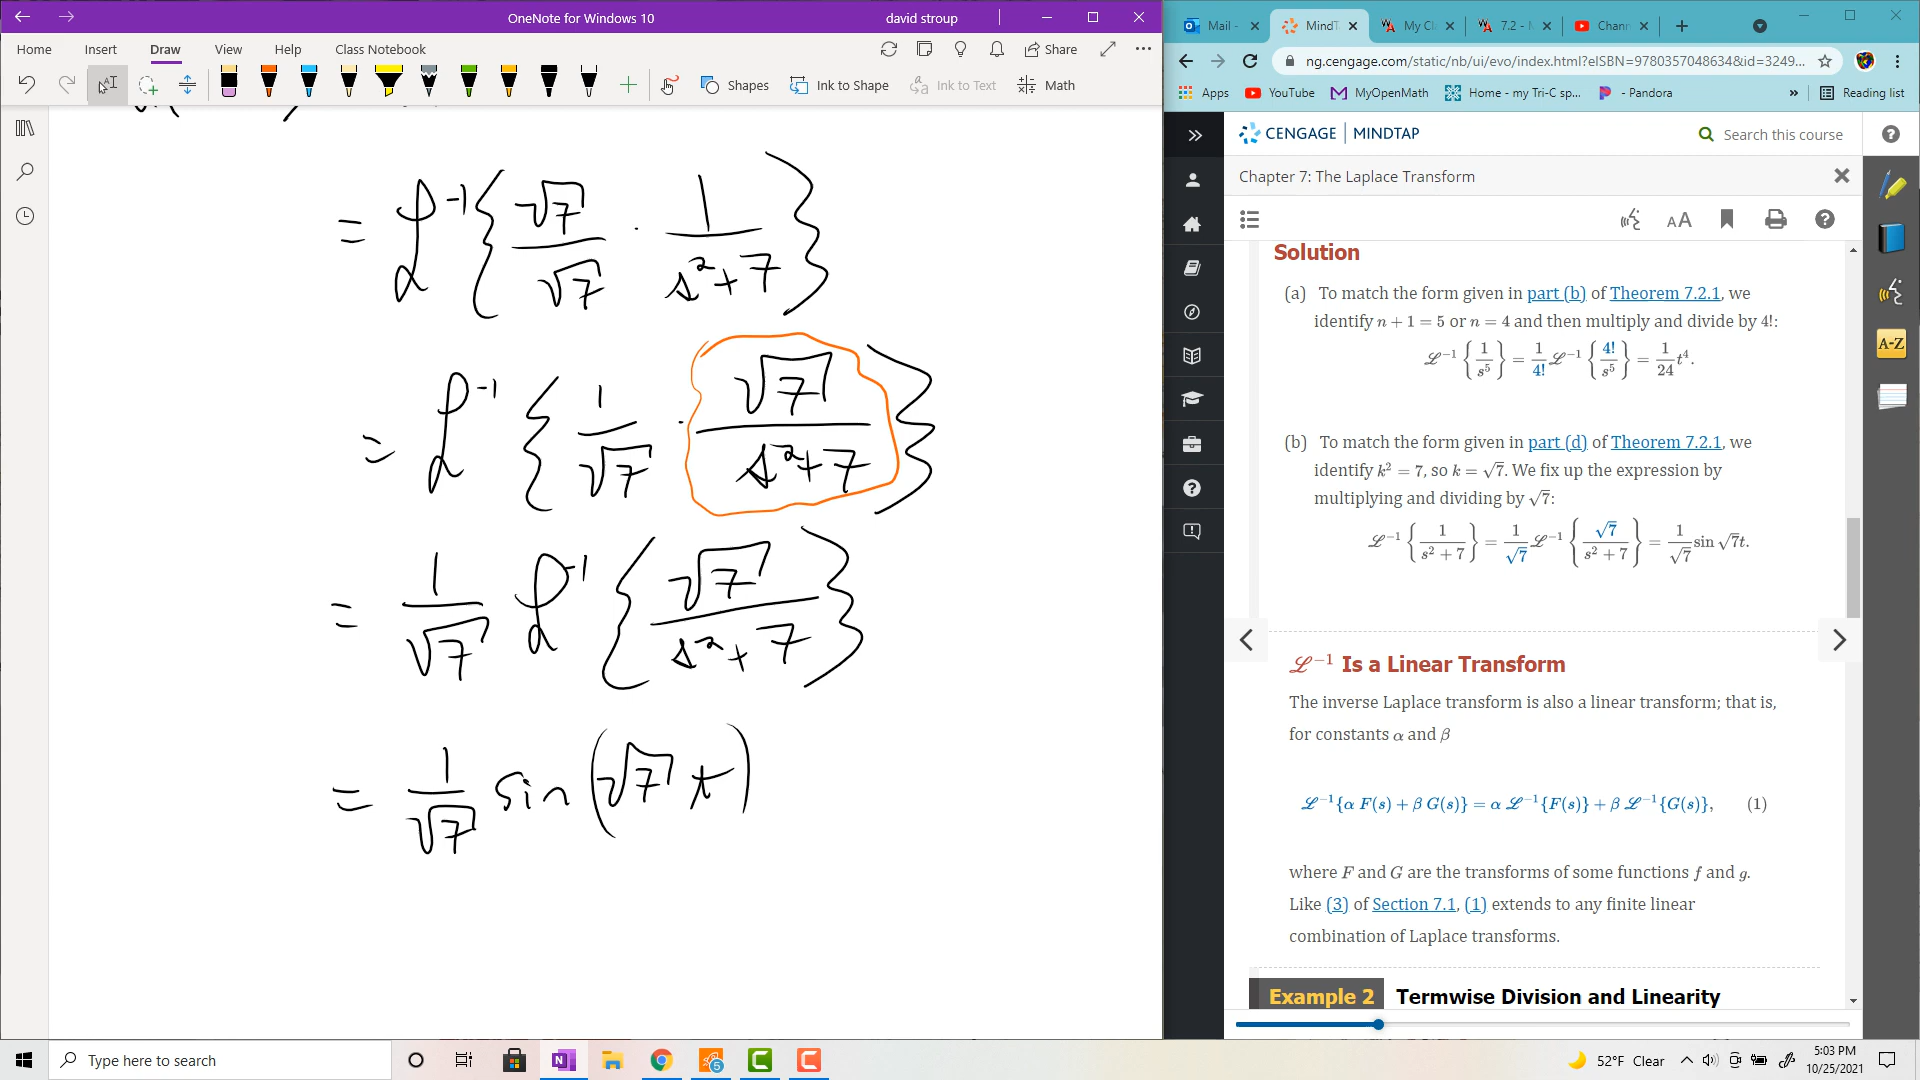 OneNote for Windows 10
david stroup
Home Insert Draw View Help Class Notebook
Share
Shapes Ink to Shape Ink to Text Math
= ℒ⁻¹{ √7/√7 · 1/(s²+7) }
= ℒ⁻¹{ 1/√7 · √7/(s²+7) }
= 1/√7 ℒ⁻¹{ √7/(s²+7) }
= 1/√7 sin(√7 t)
Mail -
MindT
My Cl
7.2 -
Chann
ng.cengage.com/static/nb/ui/evo/index.html?eISBN=9780357048634&id=3249...
Apps YouTube MyOpenMath Home - my Tri-C sp... - Pandora » Reading list
CENGAGE | MINDTAP
Search this course
Chapter 7: The Laplace Transform
AA
Solution
(a) To match the form given in part (b) of Theorem 7.2.1, we
identify n + 1 = 5 or n = 4 and then multiply and divide by 4!:
ℒ⁻¹{1/s⁵} = 1/4! ℒ⁻¹{4!/s⁵} = 1/24 t⁴.
(b) To match the form given in part (d) of Theorem 7.2.1, we
identify k² = 7, so k = √7. We fix up the expression by
multiplying and dividing by √7:
ℒ⁻¹{1/(s² + 7)} = 1/√7 ℒ⁻¹{√7/(s² + 7)} = 1/√7 sin √7t.
ℒ⁻¹ Is a Linear Transform
The inverse Laplace transform is also a linear transform; that is,
for constants α and β
ℒ⁻¹{α F(s) + β G(s)} = α ℒ⁻¹{F(s)} + β ℒ⁻¹{G(s)}, (1)
where F and G are the transforms of some functions f and g.
Like (3) of Section 7.1, (1) extends to any finite linear
combination of Laplace transforms.
Example 2 Termwise Division and Linearity
A-Z
Type here to search
5
52°F Clear
5:03 PM
10/25/2021